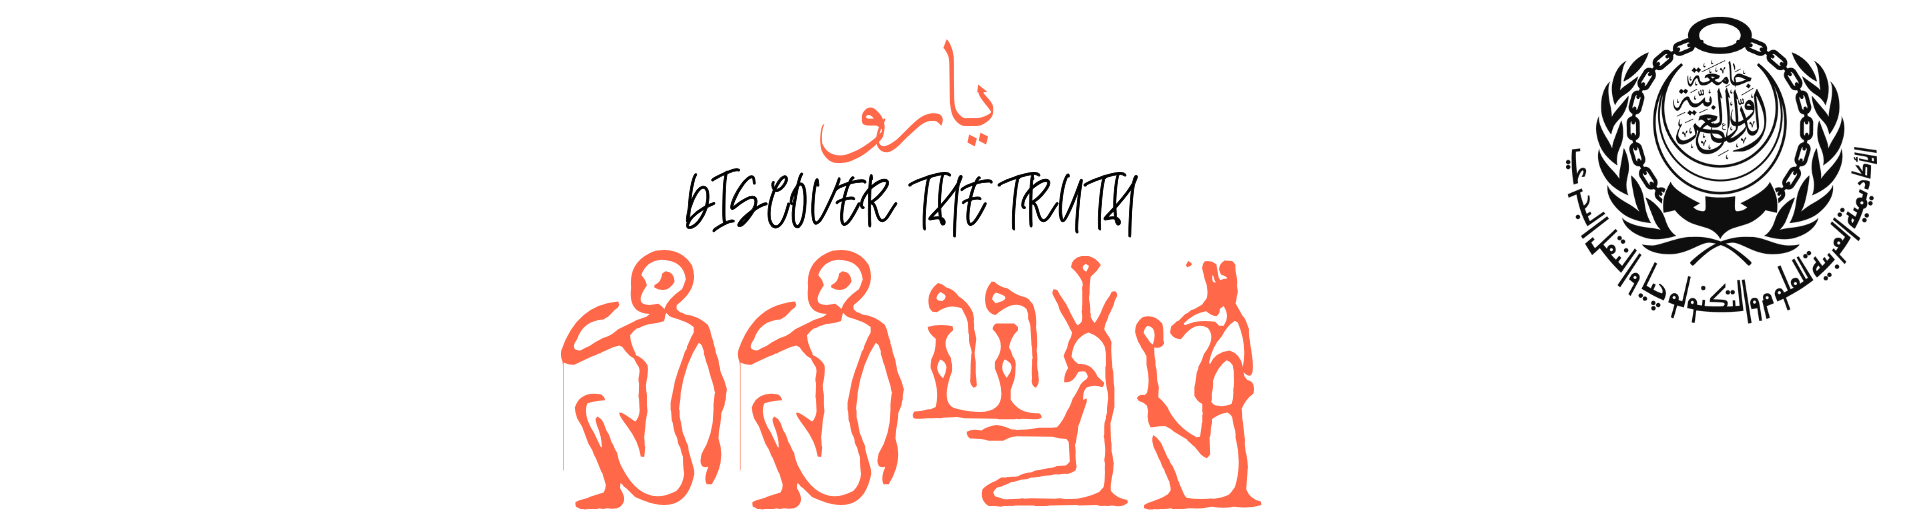 يارو
DISCOVER THE TRUTH
جامعة
الدول العربية
الأكاديمية العربية للعلوم والتكنولوجيا والنقل البحري